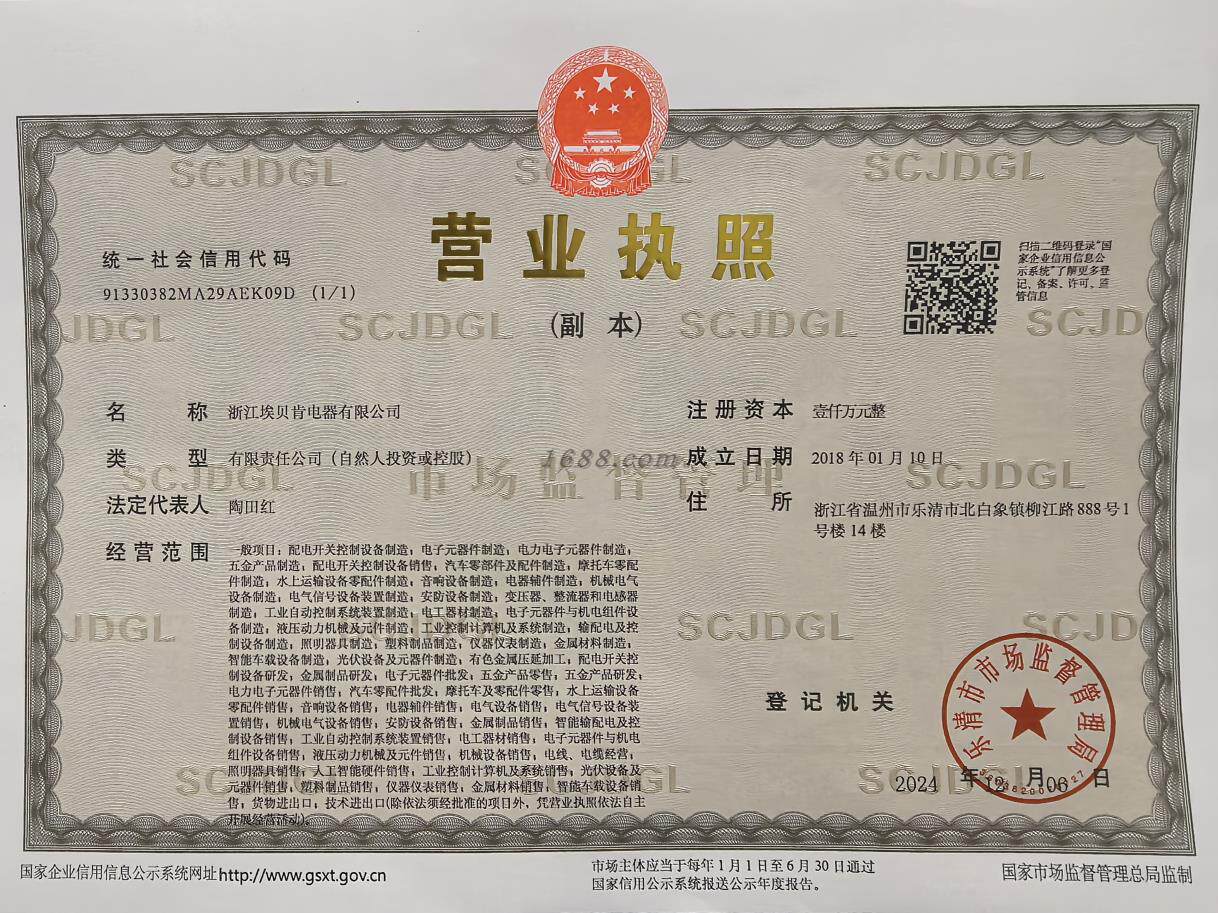 SCJDGL SCJDGL SCJDGL
营业执照
(副 本)
统一社会信用代码
91330382MA29AEK09D (1/1)
扫描二维码登录“国
家企业信用信息公
示系统”了解更多登
记、备案、许可、监
管信息
JDGL SCJDGL SCJDGL SCJD
名 称 浙江埃贝肯电器有限公司
类 型 有限责任公司（自然人投资或控股）
法定代表人 陶田红
注册资本 壹仟万元整
成立日期 2018年01月10日
住 所 浙江省温州市乐清市北白象镇柳江路888号1
号楼14楼
1688.com
SCJDGL 市场监督管理 SCJDGL
经营范围 一般项目：配电开关控制设备制造；电子元器件制造；电力电子元器件制造；
五金产品制造；配电开关控制设备销售；汽车零部件及配件制造；摩托车零配
件制造；水上运输设备零配件制造；音响设备制造；电器辅件制造；机械电气
设备制造；电气信号设备装置制造；安防设备制造；变压器、整流器和电感器
制造；工业自动控制系统装置制造；电工器材制造；电子元器件与机电组件设
备制造；液压动力机械及元件制造；工业控制计算机及系统制造；输配电及控
制设备制造；照明器具制造；塑料制品制造；仪器仪表制造；金属材料制造；
智能车载设备制造；光伏设备及元器件制造；有色金属压延加工；配电开关控
制设备研发；金属制品研发；电子元器件批发；五金产品零售；五金产品研发；
电力电子元器件销售；汽车零配件批发；摩托车及零配件零售；水上运输设备
零配件销售；音响设备销售；电器辅件销售；电气设备销售；电气信号设备装
置销售；机械电气设备销售；安防设备销售；金属制品销售；智能输配电及控
制设备销售；工业自动控制系统装置销售；电工器材销售；电子元器件与机电
组件设备销售；液压动力机械及元件销售；机械设备销售；电线、电缆经营；
照明器具销售；人工智能硬件销售；工业控制计算机及系统销售；光伏设备及
元器件销售；塑料制品销售；仪器仪表销售；金属材料销售；智能车载设备销
售；货物进出口；技术进出口(除依法须经批准的项目外，凭营业执照依法自主
开展经营活动)。
JDGL SCJDGL SCJD
登记机关
乐清市市场监督管理局
2024 年 12 月 06 日
国家企业信用信息公示系统网址http://www.gsxt.gov.cn
市场主体应当于每年1月1日至6月30日通过
国家信用公示系统报送公示年度报告。
国家市场监督管理总局监制